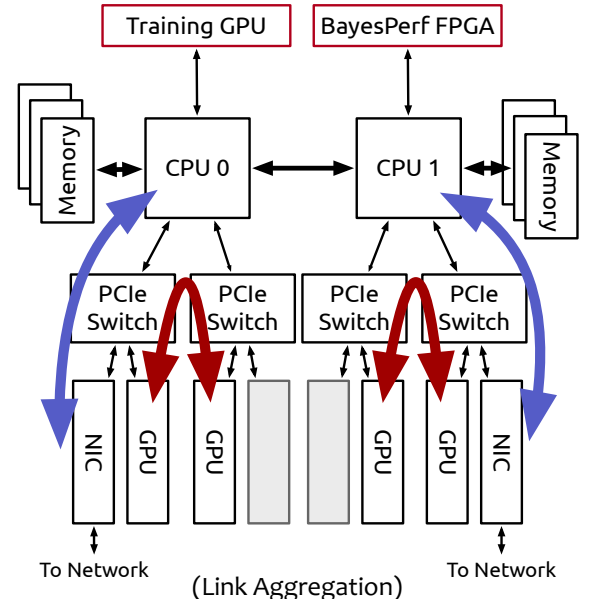 Training GPU
BayesPerf FPGA
Memory
CPU 0
CPU 1
Memory
PCIe
Switch
PCIe
Switch
PCIe
Switch
PCIe
Switch
NIC
GPU
GPU
GPU
GPU
NIC
To Network
To Network
(Link Aggregation)